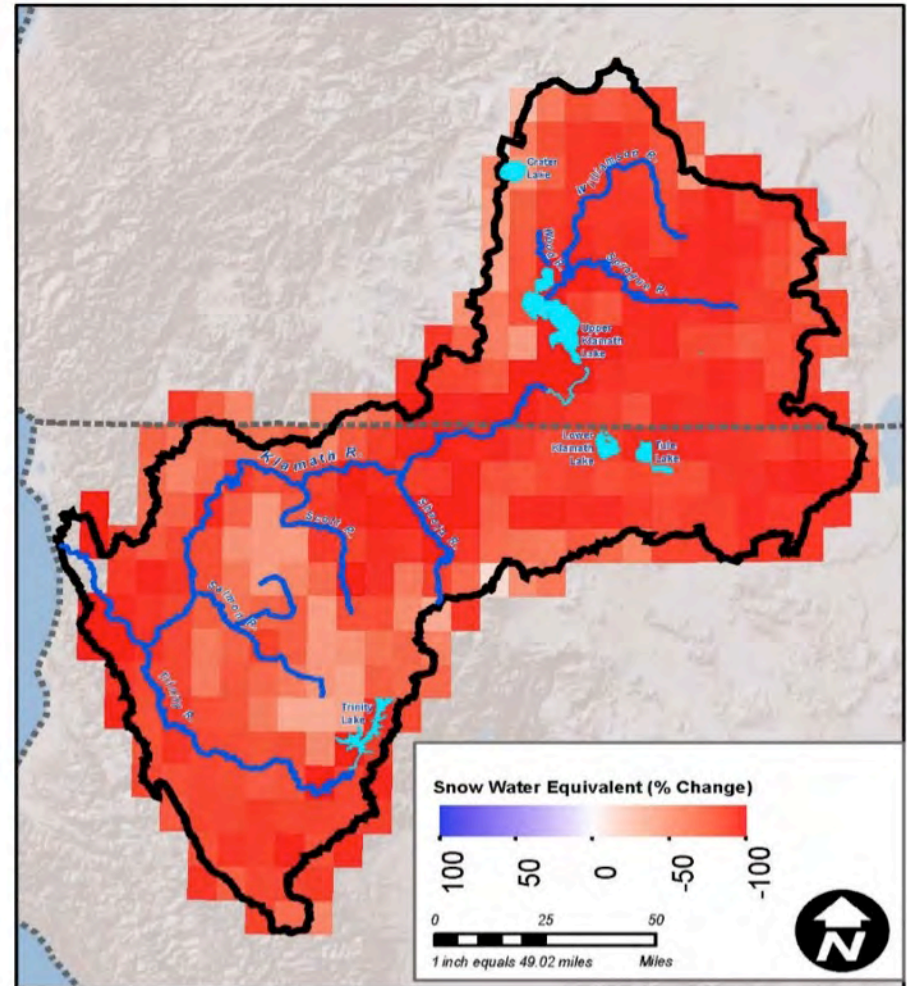 Crater
Lake
Williamson R.
Wood R.
Sprague R.
Upper
Klamath
Lake
Lower
Klamath
Lake
Tule
Lake
Klamath R.
Scott R.
Shasta R.
Salmon R.
Trinity R.
Trinity
Lake
Snow Water Equivalent (% Change)
100 50 0 -50 -100
0 25 50
1 inch equals 49.02 miles Miles
N